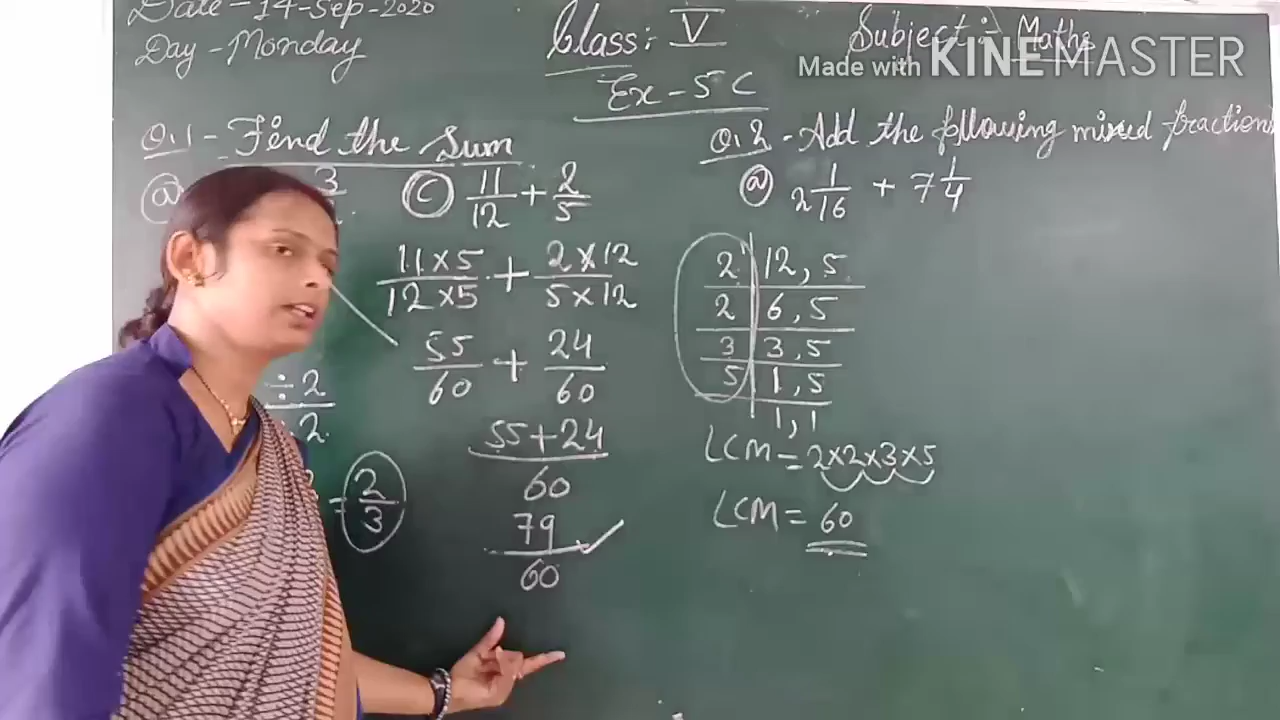 Date - 14-Sep-2020
Day - Monday
Class: V
Subject:- Maths
Made with KINEMASTER
Ex - 5C
Q.1 - Find the Sum
(a) 3
(C) 11/12 + 2/5
11×5/12×5 + 2×12/5×12
55/60 + 24/60
÷2
÷2
55+24/60
= 2/3
79/60
Q.2 - Add the following mixed fractions
(a) 2 1/16 + 7 1/4
2 | 12, 5
2 | 6, 5
3 | 3, 5
5 | 1, 5
1, 1
LCM = 2×2×3×5
LCM = 60